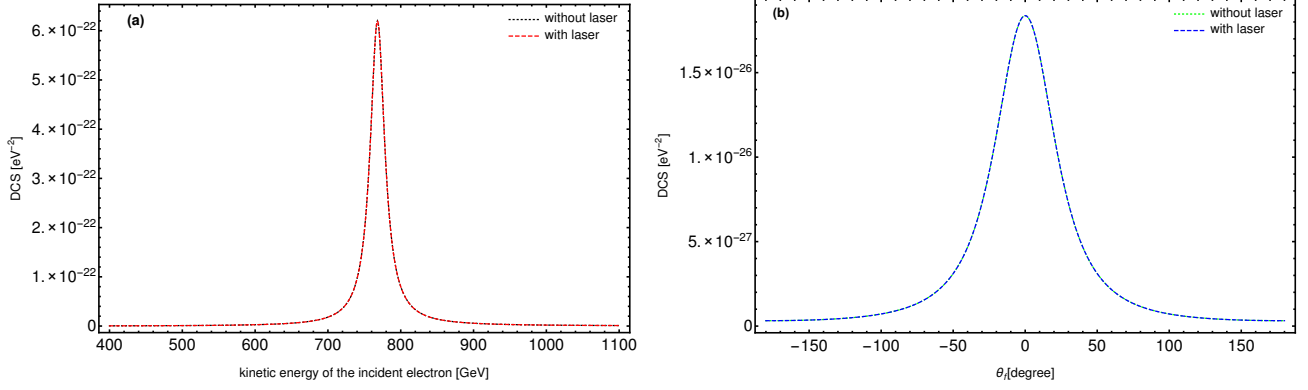 (a)
without laser
with laser
6.×10⁻²²
5.×10⁻²²
4.×10⁻²²
3.×10⁻²²
2.×10⁻²²
1.×10⁻²²
0
DCS [eV⁻²]
400 500 600 700 800 900 1000 1100
kinetic energy of the incident electron [GeV]
(b)
without laser
with laser
1.5×10⁻²⁶
1.×10⁻²⁶
5.×10⁻²⁷
0
DCS [eV⁻²]
−150 −100 −50 0 50 100 150
θf[degree]